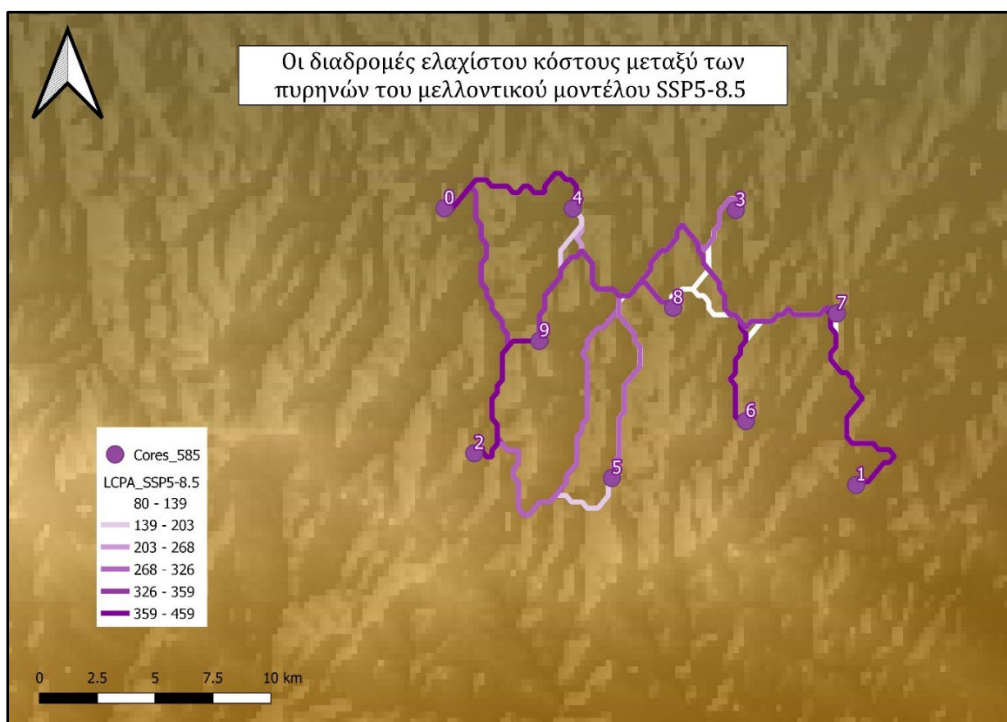 Οι διαδρομές ελαχίστου κόστους μεταξύ των
πυρηνών του μελλοντικού μοντέλου SSP5-8.5
0
4
3
8
7
9
6
2
5
1
Cores_585
LCPA_SSP5-8.5
80 - 139
139 - 203
203 - 268
268 - 326
326 - 359
359 - 459
0 2.5 5 7.5 10 km